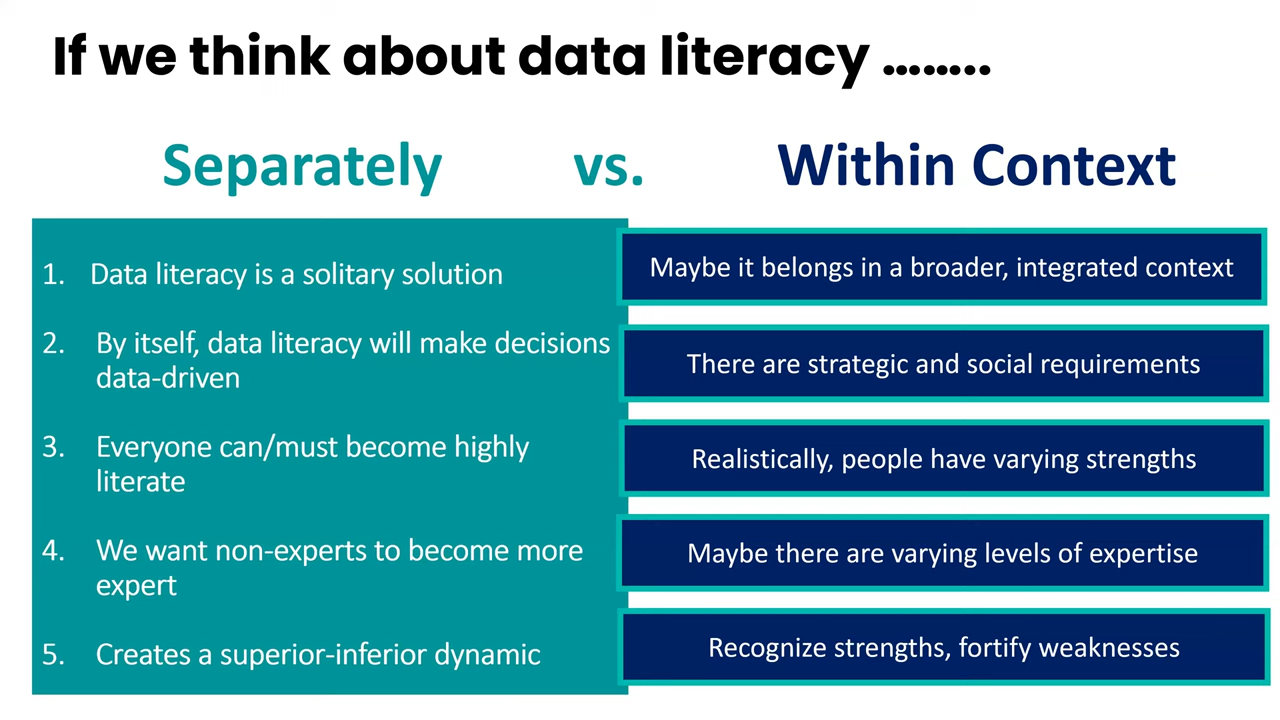 If we think about data literacy ……..
Separately vs. Within Context
1. Data literacy is a solitary solution
Maybe it belongs in a broader, integrated context
2. By itself, data literacy will make decisions
data-driven
There are strategic and social requirements
3. Everyone can/must become highly
literate
Realistically, people have varying strengths
4. We want non-experts to become more
expert
Maybe there are varying levels of expertise
5. Creates a superior-inferior dynamic
Recognize strengths, fortify weaknesses